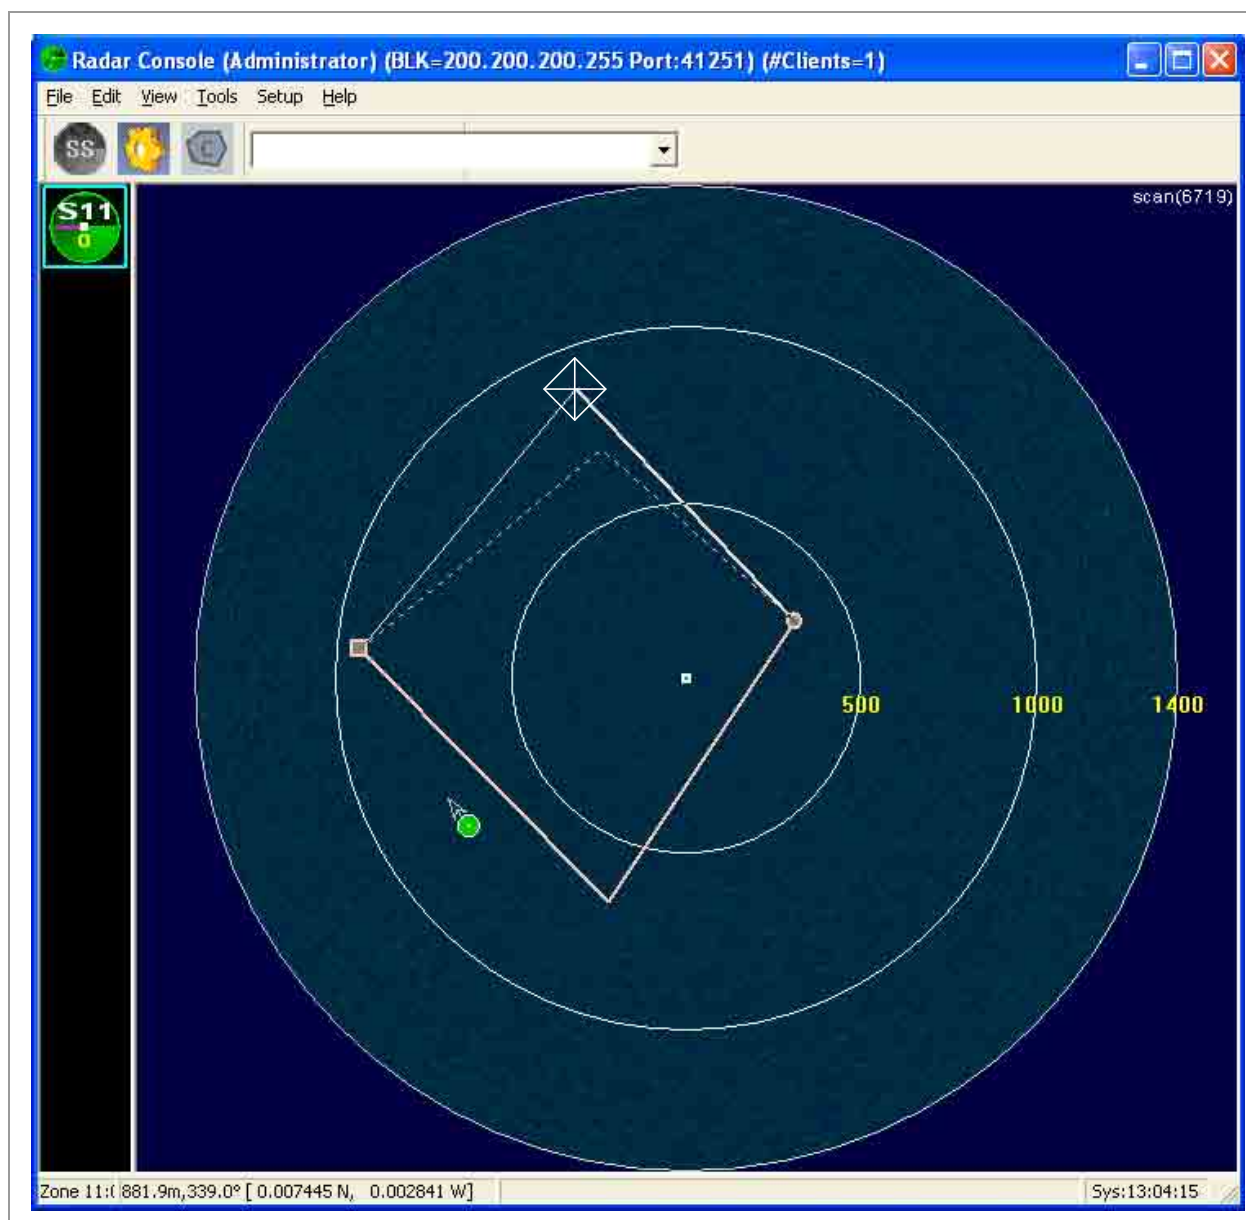 Radar Console (Administrator) (BLK=200.200.200.255 Port:41251) (#Clients=1)
File Edit View Tools Setup Help
SS C
scan(6719)
S11
0
500 1000 1400
Zone 11:( 881.9m,339.0° [ 0.007445 N, 0.002841 W] Sys:13:04:15